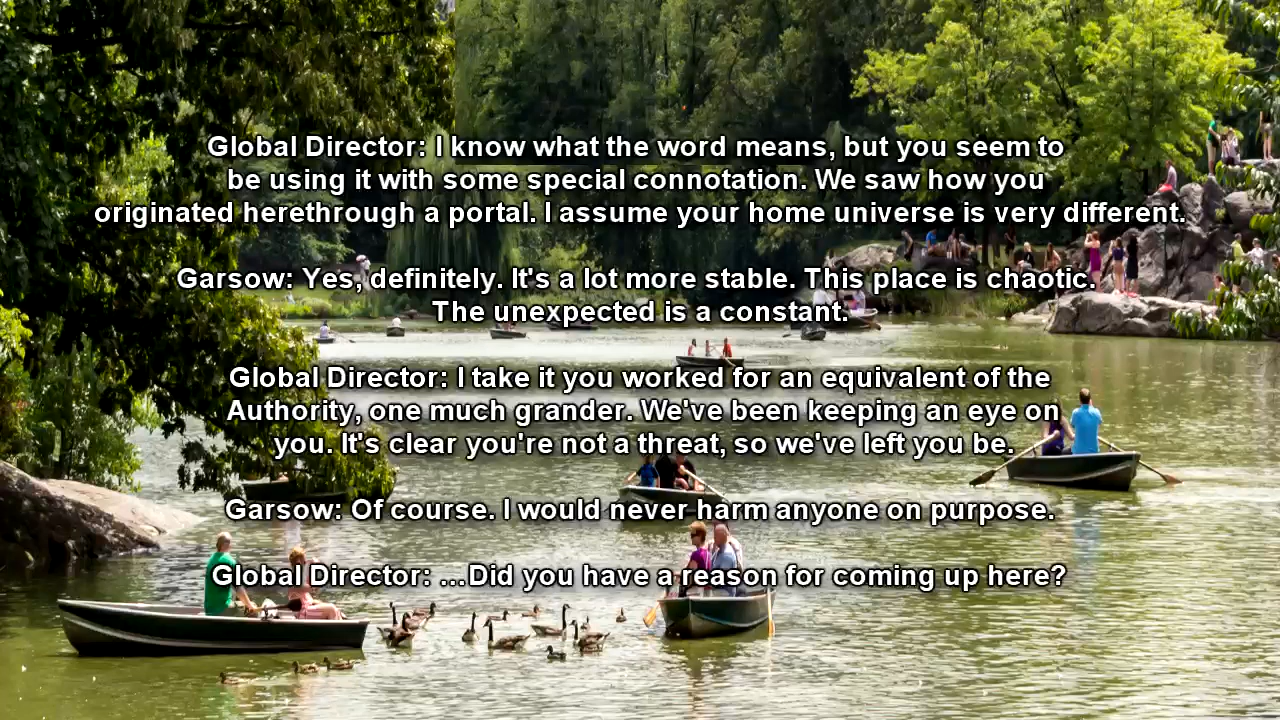 Global Director: I know what the word means, but you seem to
be using it with some special connotation. We saw how you
originated herethrough a portal. I assume your home universe is very different.
Garsow: Yes, definitely. It's a lot more stable. This place is chaotic.
The unexpected is a constant.
Global Director: I take it you worked for an equivalent of the
Authority, one much grander. We've been keeping an eye on
you. It's clear you're not a threat, so we've left you be.
Garsow: Of course. I would never harm anyone on purpose.
Global Director: ...Did you have a reason for coming up here?